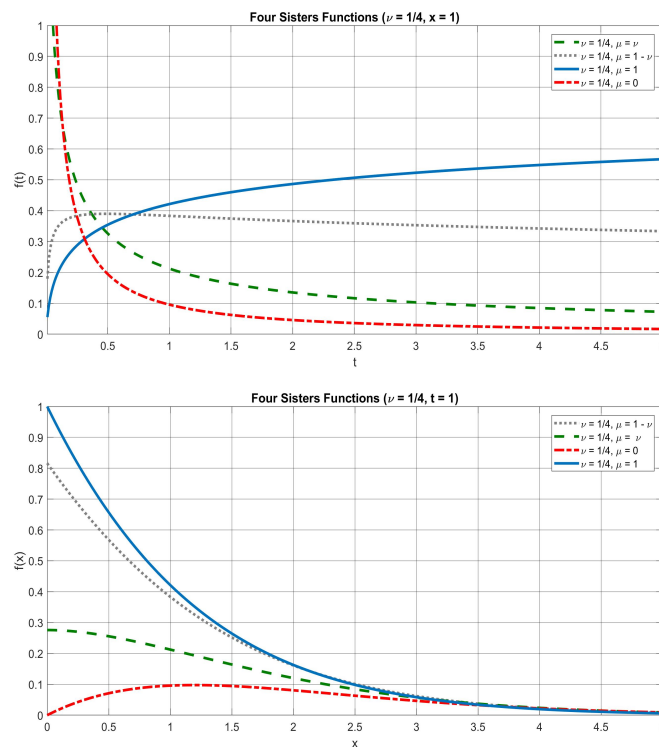 Four Sisters Functions (ν = 1/4, x = 1)
1
0.9
0.8
0.7
0.6
0.5
0.4
0.3
0.2
0.1
0
f(t)
ν = 1/4, μ = ν
ν = 1/4, μ = 1 - ν
ν = 1/4, μ = 1
ν = 1/4, μ = 0
0.5 1 1.5 2 2.5 3 3.5 4 4.5
t
Four Sisters Functions (ν = 1/4, t = 1)
1
0.9
0.8
0.7
0.6
0.5
0.4
0.3
0.2
0.1
0
f(x)
ν = 1/4, μ = 1 - ν
ν = 1/4, μ = ν
ν = 1/4, μ = 0
ν = 1/4, μ = 1
0 0.5 1 1.5 2 2.5 3 3.5 4 4.5
x